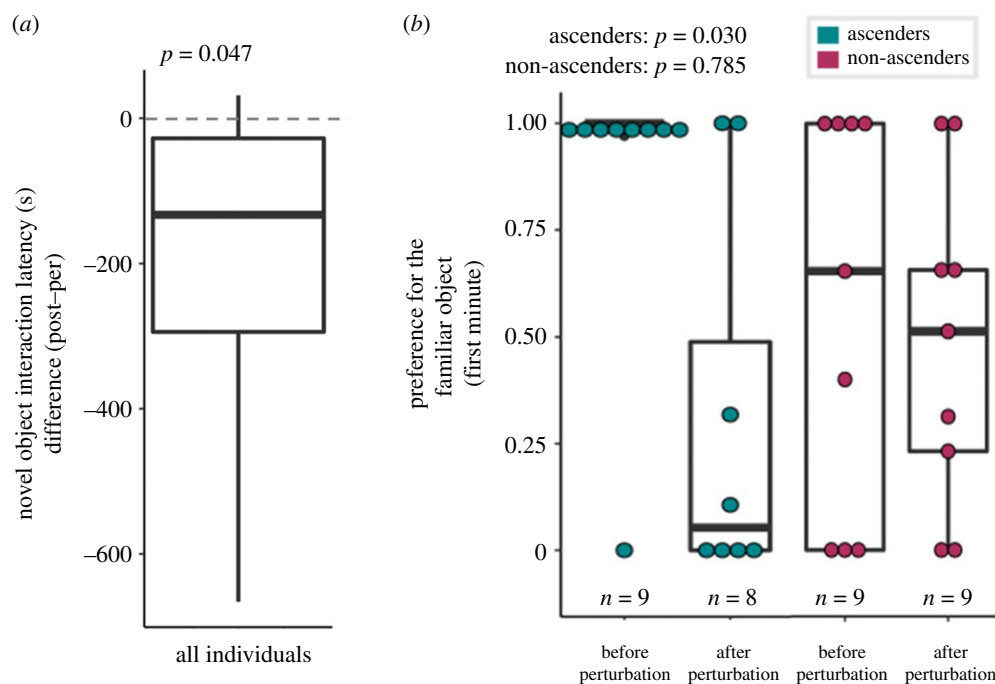 (a)
p = 0.047
0
–200
–400
–600
novel object interaction latency (s)
difference (post–per)
all individuals
(b)
ascenders: p = 0.030
non-ascenders: p = 0.785
ascenders
non-ascenders
1.00
0.75
0.50
0.25
0
preference for the
familiar object
(first minute)
n = 9
n = 8
n = 9
n = 9
before
perturbation
after
perturbation
before
perturbation
after
perturbation